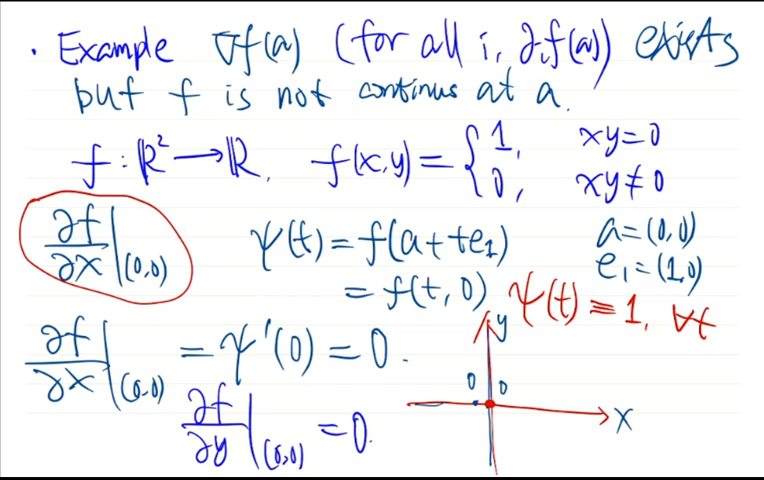 · Example ∇f(a) (for all i, ∂ᵢf(a)) exists
but f is not continus at a.
f : ℝ² → ℝ, f(x,y) = { 1, xy=0
0, xy≠0
∂f/∂x |(0,0) ψ(t) = f(a+te₁) a=(0,0)
= f(t,0) e₁=(1,0)
ψ(t) ≡ 1, ∀t
∂f/∂x |(0,0) = ψ'(0) = 0.
y
0 0
x
∂f/∂y |(0,0) = 0.